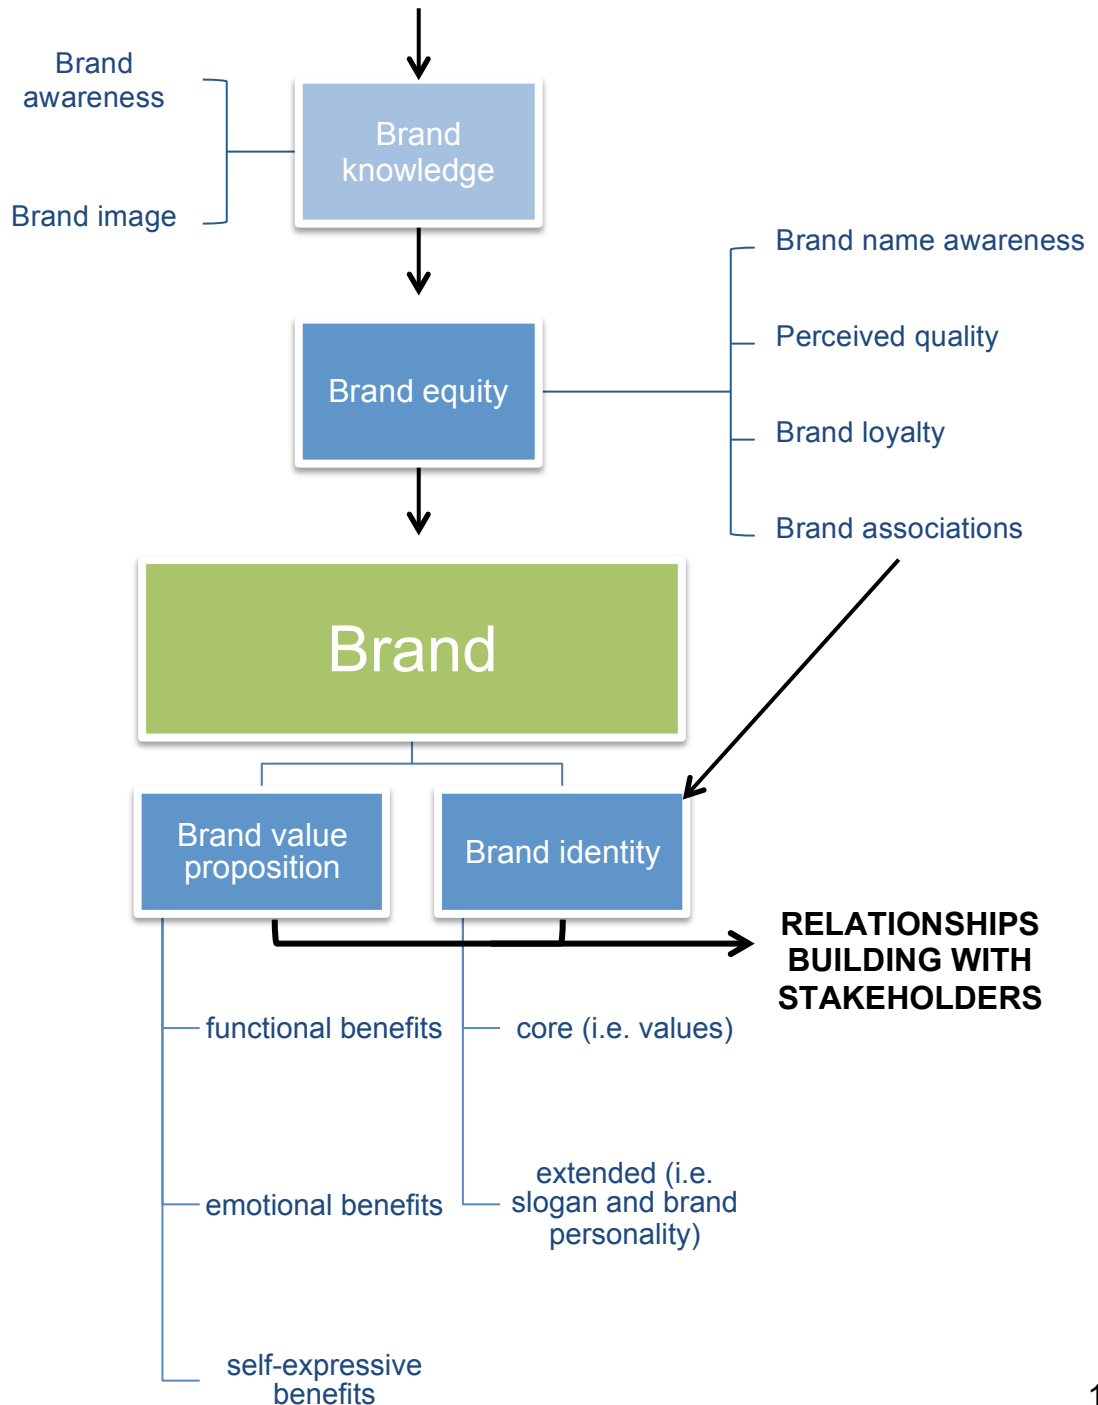 Brand
awareness
Brand image
Brand
knowledge
Brand equity
Brand name awareness
Perceived quality
Brand loyalty
Brand associations
Brand
Brand value
proposition
Brand identity
RELATIONSHIPS
BUILDING WITH
STAKEHOLDERS
functional benefits
emotional benefits
self-expressive
benefits
core (i.e. values)
extended (i.e.
slogan and brand
personality)
1